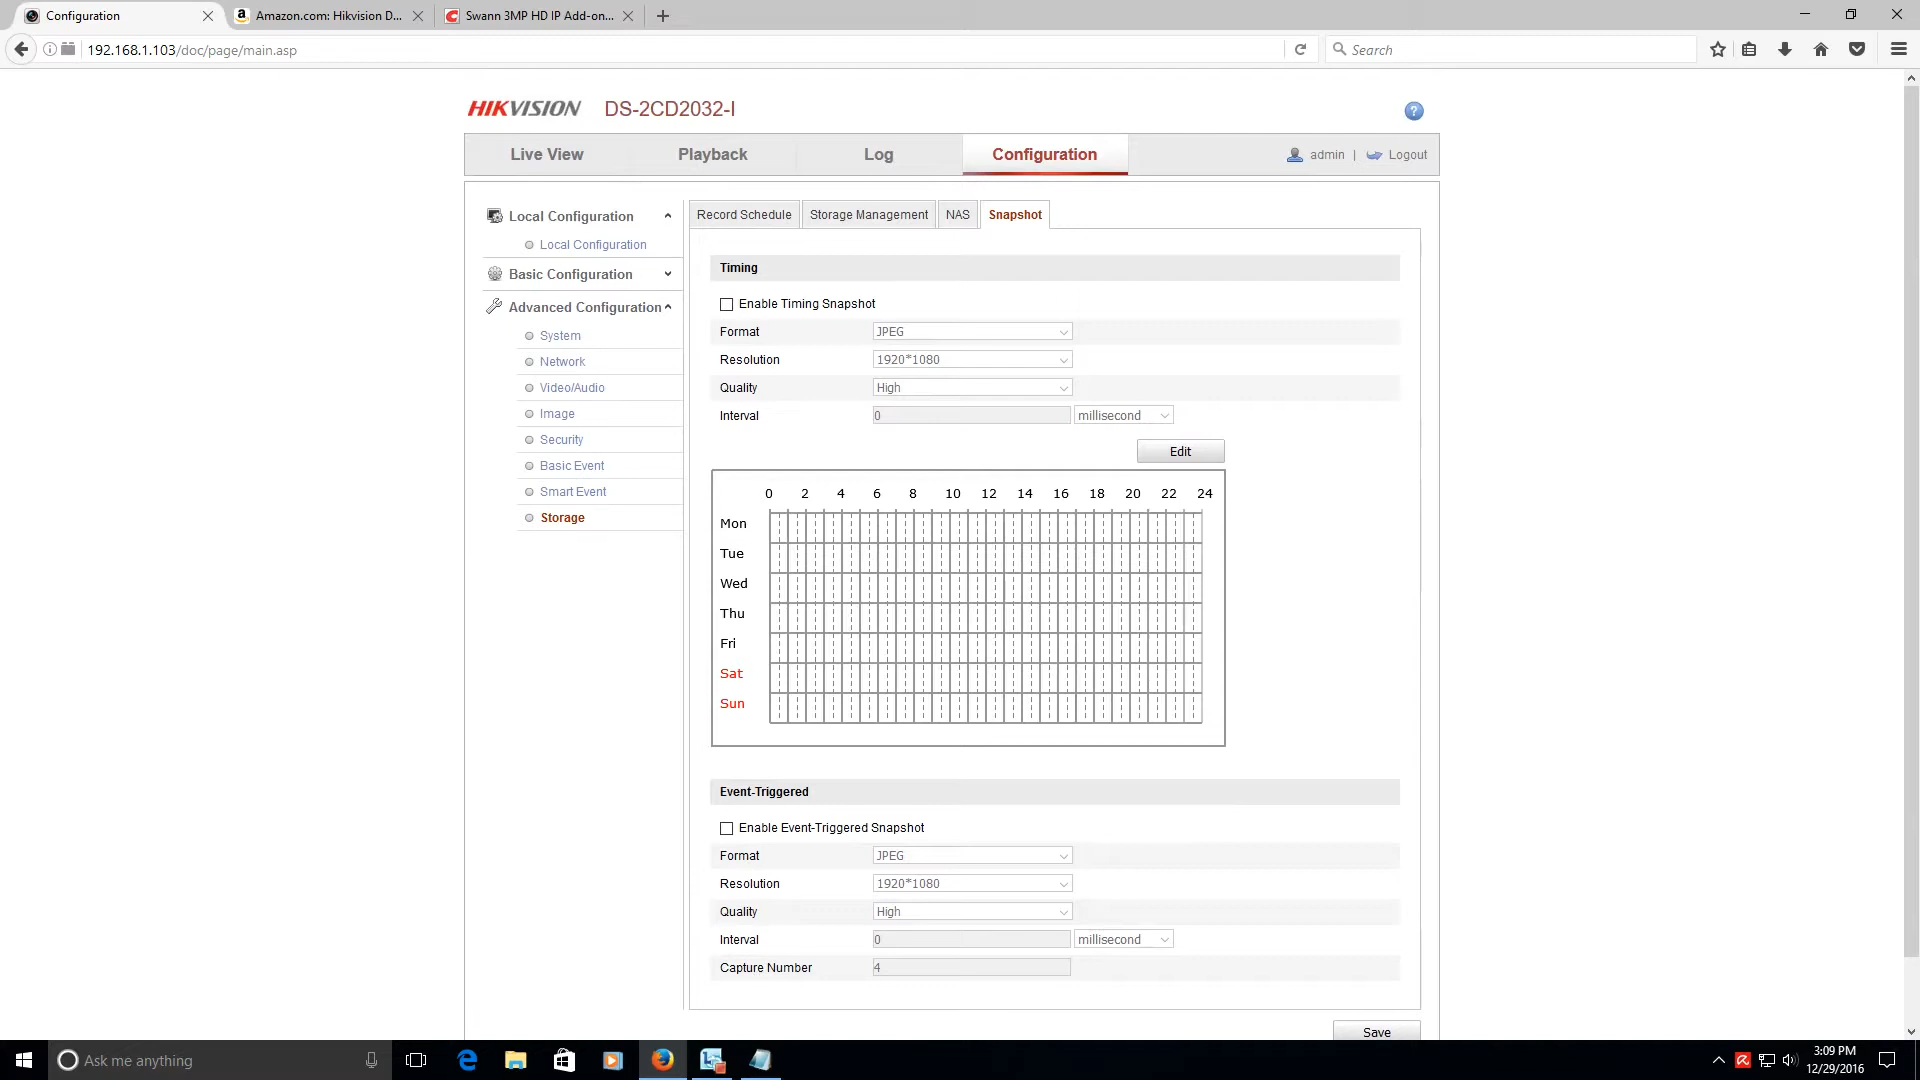 Configuration
Amazon.com: Hikvision D...
Swann 3MP HD IP Add-on...
192.168.1.103/doc/page/main.asp
Search
HIKVISION DS-2CD2032-I
Live View Playback Log Configuration admin | Logout
Local Configuration
Local Configuration
Basic Configuration
Advanced Configuration
System
Network
Video/Audio
Image
Security
Basic Event
Smart Event
Storage
Record Schedule Storage Management NAS Snapshot
Timing
Enable Timing Snapshot
Format JPEG
Resolution 1920*1080
Quality High
Interval 0 millisecond
Edit
0 2 4 6 8 10 12 14 16 18 20 22 24
Mon
Tue
Wed
Thu
Fri
Sat
Sun
Event-Triggered
Enable Event-Triggered Snapshot
Format JPEG
Resolution 1920*1080
Quality High
Interval 0 millisecond
Capture Number 4
Save
Ask me anything
3:09 PM
12/29/2016